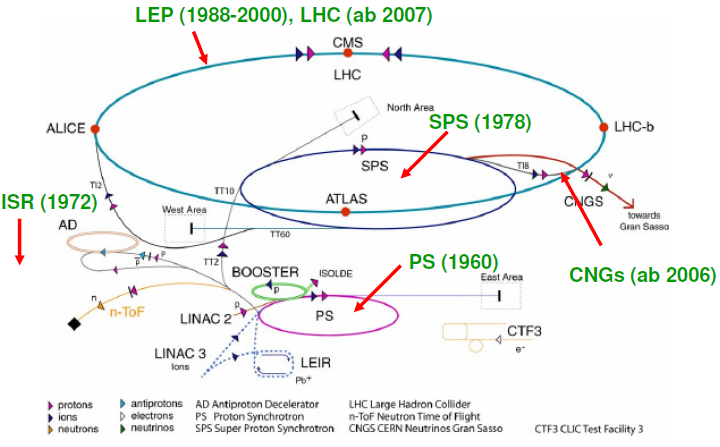 LEP (1988-2000), LHC (ab 2007)
CMS
LHC
North Area
ALICE
SPS (1978)
LHC-b
p
SPS
TI8
ν
TI2
TT10
ATLAS
CNGS
ISR (1972)
West Area
towards
Gran Sasso
AD
TT60
p
p
TT2
BOOSTER
ISOLDE
PS (1960)
CNGs (ab 2006)
East Area
p
n
n-ToF
p
LINAC 2
PS
CTF3
e-
LINAC 3
Ions
LEIR
Pb+
protons
antiprotons
AD Antiproton Decelerator
LHC Large Hadron Collider
ions
electrons
PS Proton Synchrotron
n-ToF Neutron Time of Flight
neutrons
neutrinos
SPS Super Proton Synchrotron
CNGS CERN Neutrinos Gran Sasso
CTF3 CLIC Test Facility 3